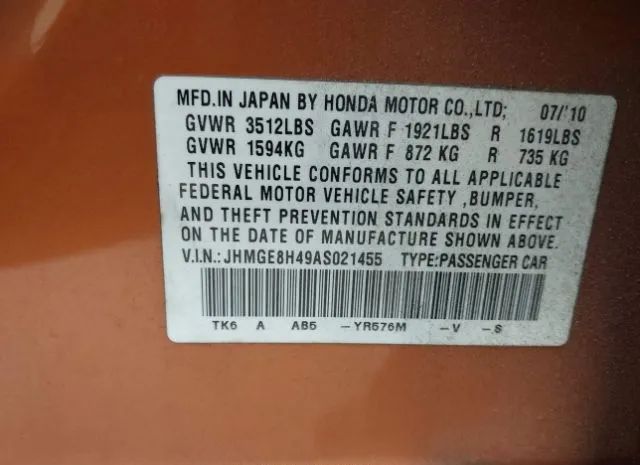 MFD.IN JAPAN BY HONDA MOTOR CO.,LTD; 07/'10
GVWR 3512LBS GAWR F 1921LBS R 1619LBS
GVWR 1594KG GAWR F 872 KG R 735 KG
THIS VEHICLE CONFORMS TO ALL APPLICABLE
FEDERAL MOTOR VEHICLE SAFETY ,BUMPER,
AND THEFT PREVENTION STANDARDS IN EFFECT
ON THE DATE OF MANUFACTURE SHOWN ABOVE.
V.I.N.: JHMGE8H49AS021455 TYPE:PASSENGER CAR
TK6 A AB5 -YR576M -V -S